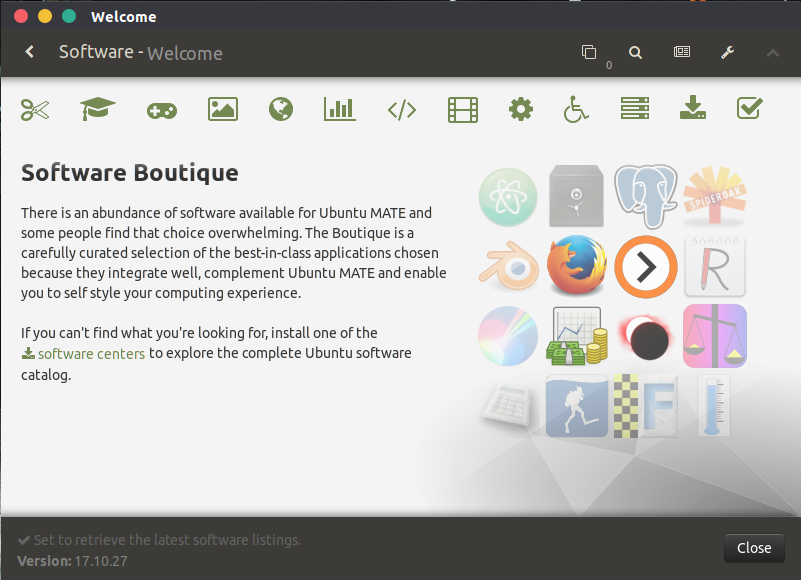 Welcome
Software - Welcome
0
Software Boutique
There is an abundance of software available for Ubuntu MATE and
some people find that choice overwhelming. The Boutique is a
carefully curated selection of the best-in-class applications chosen
because they integrate well, complement Ubuntu MATE and enable
you to self style your computing experience.
If you can't find what you're looking for, install one of the
software centers to explore the complete Ubuntu software
catalog.
SPIDEROAK
R
F
Set to retrieve the latest software listings.
Version: 17.10.27
Close